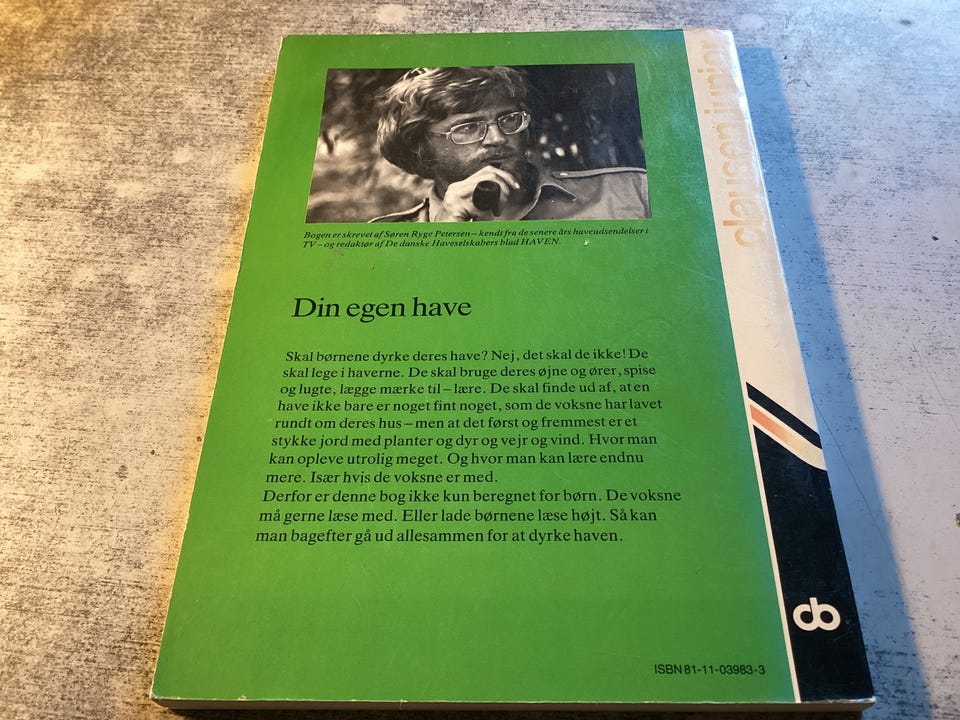 Bogen er skrevet af Søren Ryge Petersen – kendt fra de senere års haveudsendelser i
TV – og redaktør af De danske Haveselskabers blad HAVEN.
Din egen have
Skal børnene dyrke deres have? Nej, det skal de ikke! De
skal lege i haverne. De skal bruge deres øjne og ører, spise
og lugte, lægge mærke til – lære. De skal finde ud af, at en
have ikke bare er noget fint noget, som de voksne har lavet
rundt om deres hus – men at det først og fremmest er et
stykke jord med planter og dyr og vejr og vind. Hvor man
kan opleve utrolig meget. Og hvor man kan lære endnu
mere. Især hvis de voksne er med.
Derfor er denne bog ikke kun beregnet for børn. De voksne
må gerne læse med. Eller lade børnene læse højt. Så kan
man bagefter gå ud allesammen for at dyrke haven.
clausen junior
ISBN 81-11-03983-3